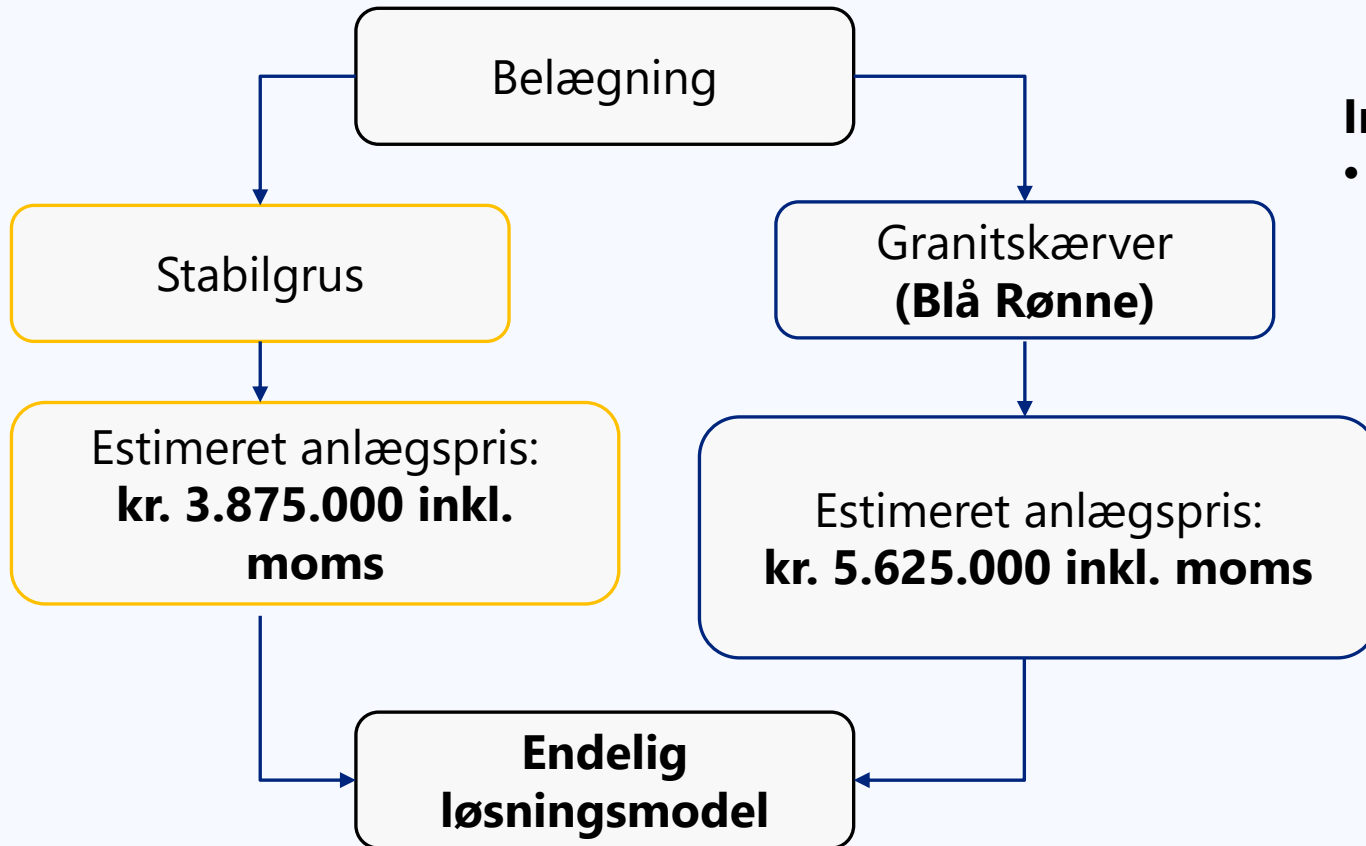 Belægning
Stabilgrus
Granitskærver
(Blå Rønne)
Estimeret anlægspris:
kr. 3.875.000 inkl.
moms
Estimeret anlægspris:
kr. 5.625.000 inkl. moms
Endelig
løsningsmodel